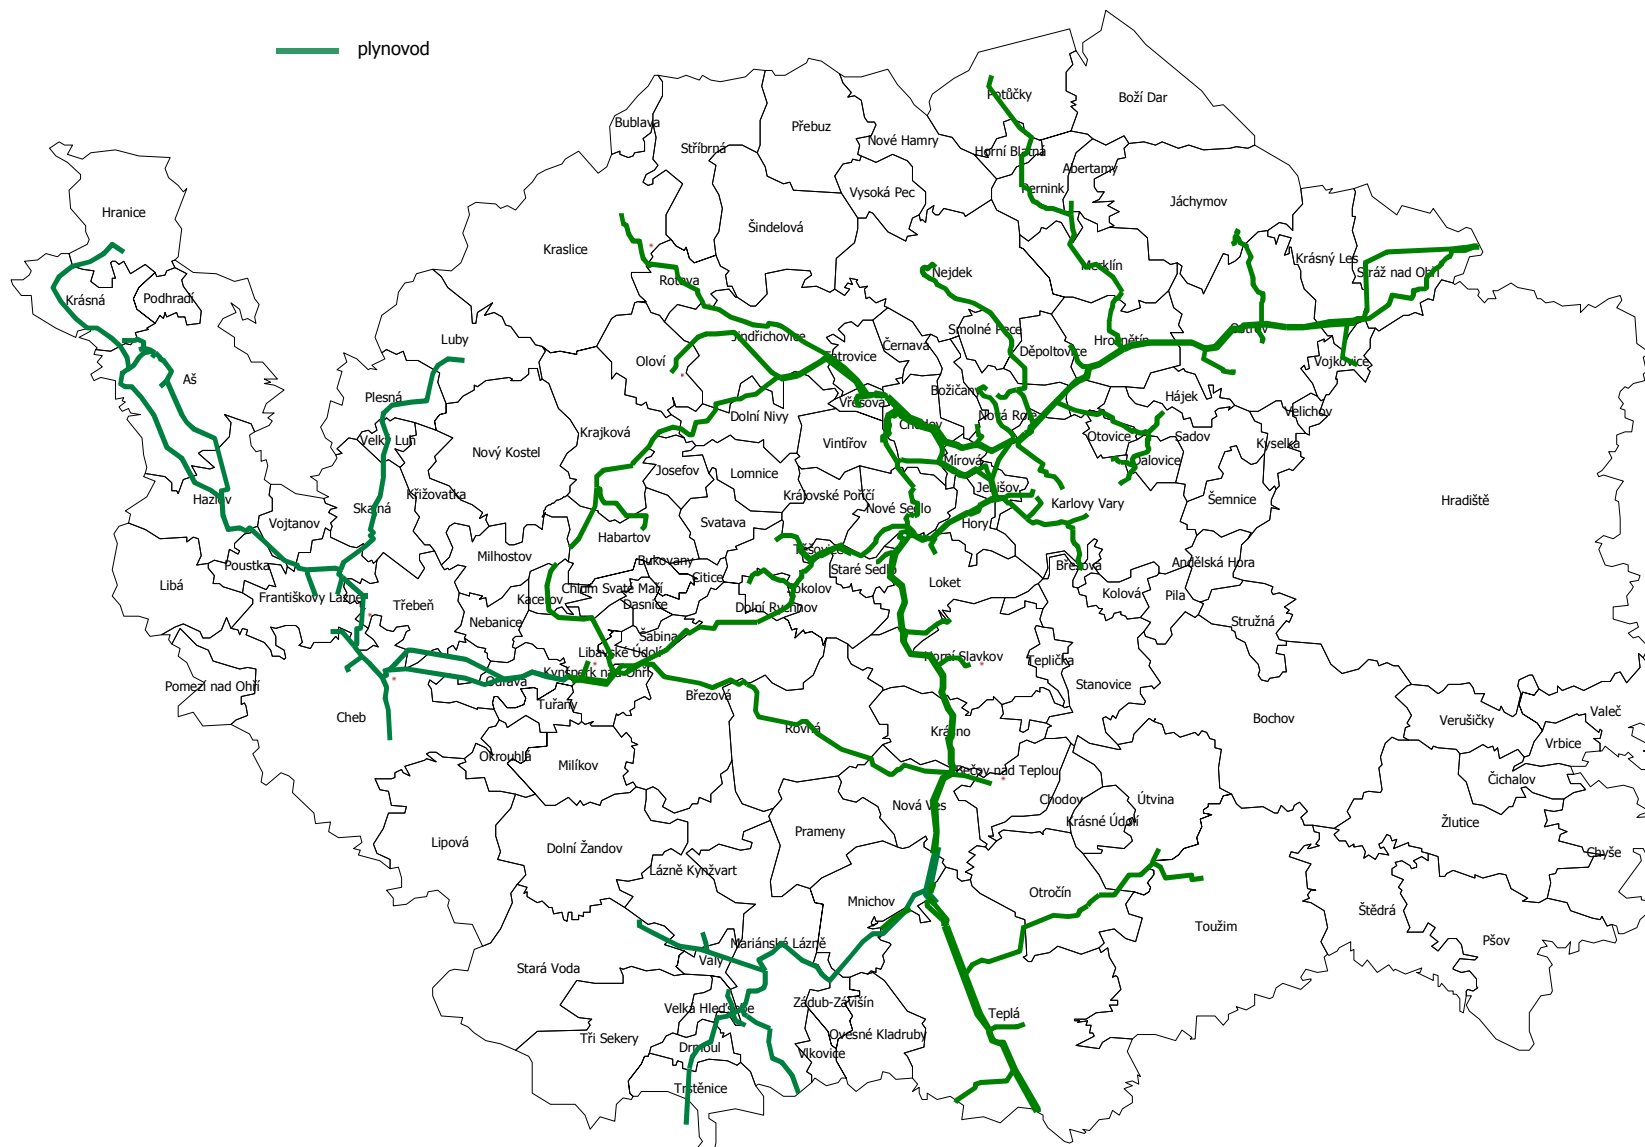 plynovod
Potůčky
Boží Dar
Bublava
Přebuz
Nové Hamry
Stříbrná
Horní Blatná
Abertamy
Pernink
Vysoká Pec
Jáchymov
Hranice
Šindelová
Kraslice
Krásný Les
Merklín
Nejdek
Stráž nad Ohří
Rotava
Krásná
Podhradí
Smolné Pece
Ostrov
Jindřichovice
Luby
Hroznětín
Černavá
Děpoltovice
Tatrovice
Oloví
Vojkovice
Aš
Božičany
Plesná
Hájek
Vřesová
Velichov
Dolní Nivy
Nová Role
Chodov
Krajková
Otovice
Sadov
Velký Luh
Vintířov
Kyselka
Nový Kostel
Mírová
Dalovice
Josefov
Lomnice
Jenišov
Královské Poříčí
Křižovatka
Hazlov
Šemnice
Hradiště
Karlovy Vary
Skalná
Nové Sedlo
Vojtanov
Svatava
Hory
Habartov
Těšovice
Milhostov
Bukovany
Andělská Hora
Poustka
Březová
Staré Sedlo
Citice
Loket
Libá
Chlum Svaté Maří
Sokolov
Kolová
Pila
Františkovy Lázně
Kaceřov
Třebeň
Dasnice
Dolní Rychnov
Nebanice
Stružná
Šabina
Libavské Údolí
Horní Slavkov
Teplička
Kynšperk nad Ohří
Odrava
Stanovice
Pomezí nad Ohří
Březová
Tuřany
Valeč
Cheb
Bochov
Verušičky
Rovná
Krásno
Vrbice
Okrouhlá
Milíkov
Bečov nad Teplou
Čichalov
Chodov
Útvina
Nová Ves
Krásné Údolí
Žlutice
Prameny
Lipová
Dolní Žandov
Chyše
Lázně Kynžvart
Otročín
Mnichov
Štědrá
Toužim
Mariánské Lázně
Pšov
Valy
Stará Voda
Zádub-Závišín
Velká Hleďsebe
Teplá
Ovesné Kladruby
Tři Sekery
Drmoul
Vlkovice
Trstěnice